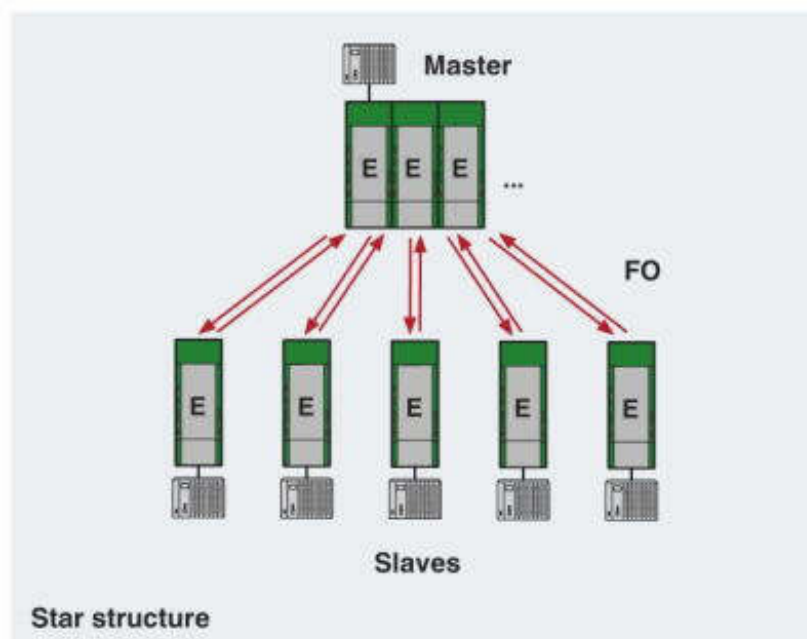 Master
E E E
...
FO
E E E E E
Slaves
Star structure